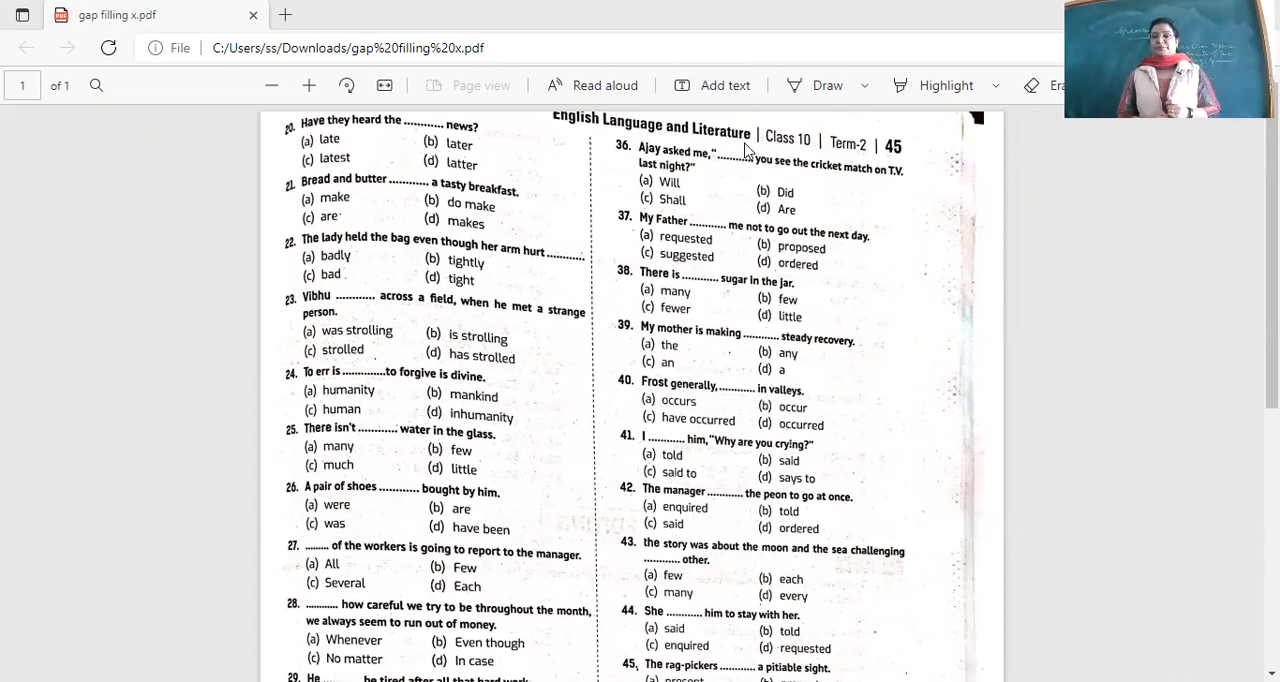 gap filling x.pdf
File
C:/Users/ss/Downloads/gap%20filling%20x.pdf
1 of 1
Page view
Read aloud
Add text
Draw
Highlight
Era
English Language and Literature | Class 10 | Term-2 | 45
20. Have they heard the ........... news?
(a) late (b) later
(c) latest (d) latter
21. Bread and butter ........... a tasty breakfast.
(a) make (b) do make
(c) are (d) makes
22. The lady held the bag even though her arm hurt ...........
(a) badly (b) tightly
(c) bad (d) tight
23. Vibhu ........... across a field, when he met a strange
person.
(a) was strolling (b) is strolling
(c) strolled (d) has strolled
24. To err is ............to forgive is divine.
(a) humanity (b) mankind
(c) human (d) inhumanity
25. There isn't ........... water in the glass.
(a) many (b) few
(c) much (d) little
26. A pair of shoes ........... bought by him.
(a) were (b) are
(c) was (d) have been
27. ........ of the workers is going to report to the manager.
(a) All (b) Few
(c) Several (d) Each
28. ........... how careful we try to be throughout the month,
we always seem to run out of money.
(a) Whenever (b) Even though
(c) No matter (d) In case
29. He ........... be tired after all that hard work
36. Ajay asked me,"...........you see the cricket match on T.V.
last night?"
(a) Will (b) Did
(c) Shall (d) Are
37. My Father ........... me not to go out the next day.
(a) requested (b) proposed
(c) suggested (d) ordered
38. There is ........... sugar in the jar.
(a) many (b) few
(c) fewer (d) little
39. My mother is making ........... steady recovery.
(a) the (b) any
(c) an (d) a
40. Frost generally,........... in valleys.
(a) occurs (b) occur
(c) have occurred (d) occurred
41. I ........... him,"Why are you crying?"
(a) told (b) said
(c) said to (d) says to
42. The manager ........... the peon to go at once.
(a) enquired (b) told
(c) said (d) ordered
43. the story was about the moon and the sea challenging
........... other.
(a) few (b) each
(c) many (d) every
44. She ........... him to stay with her.
(a) said (b) told
(c) enquired (d) requested
45, The rag-pickers ........... a pitiable sight.
(a) present (b)